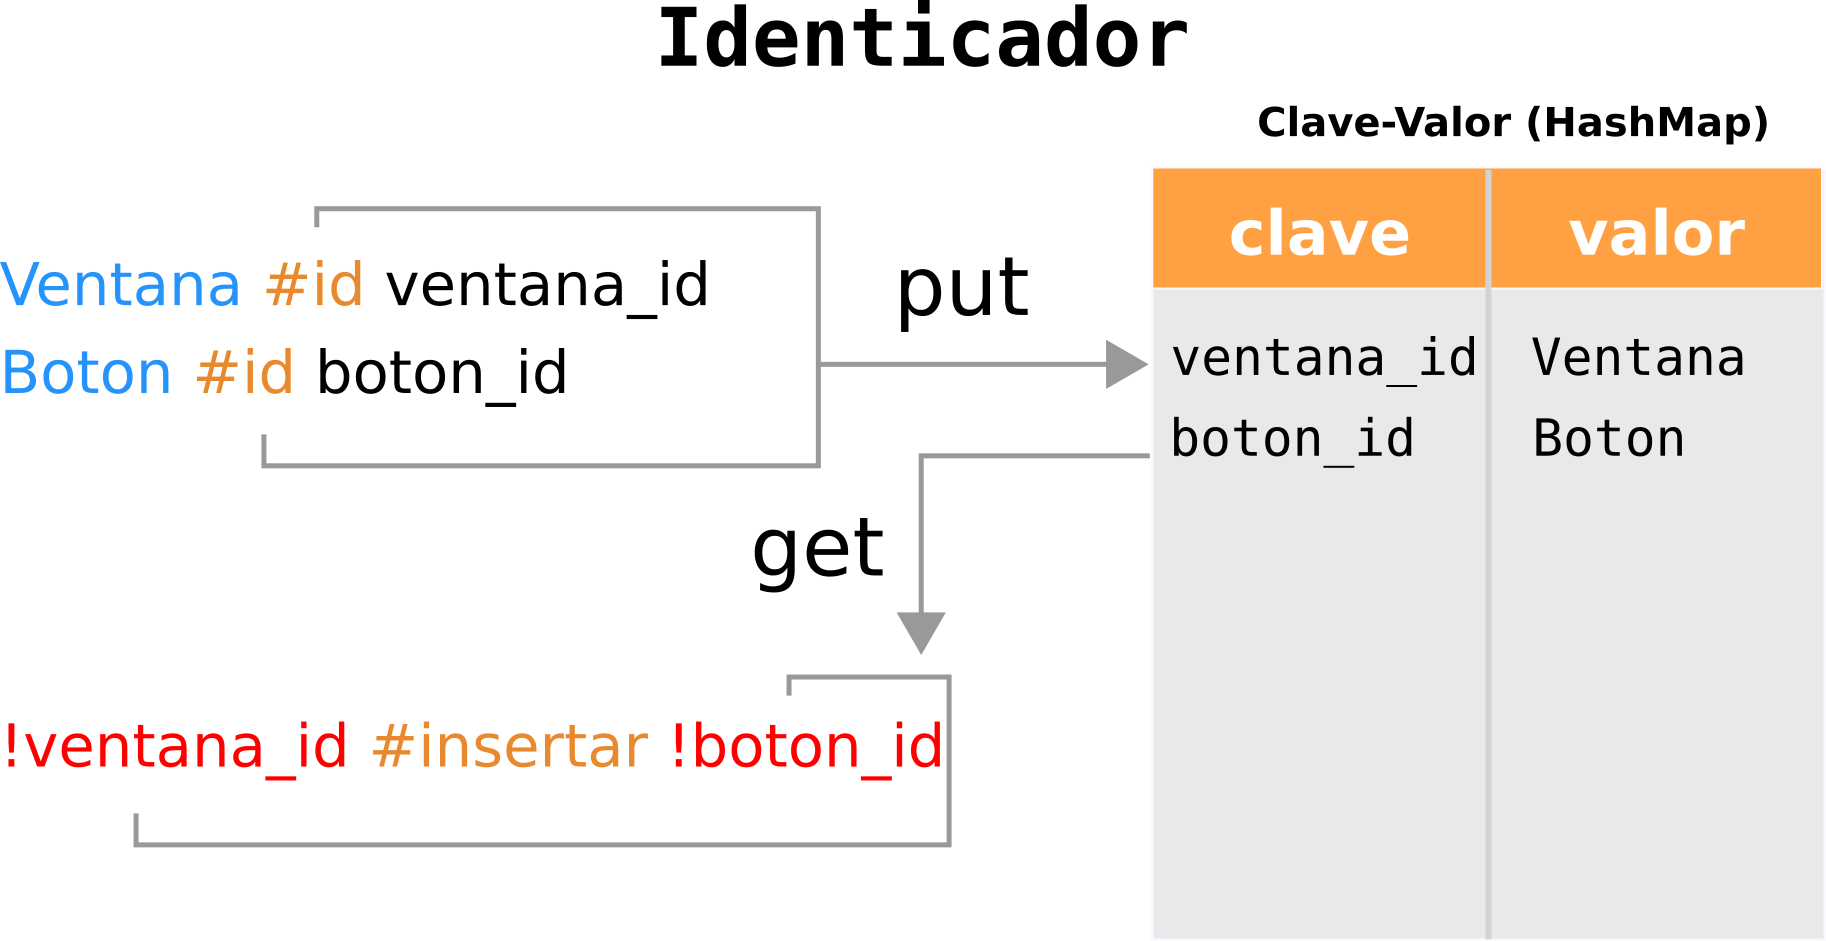 Identicador
Clave-Valor (HashMap)
clave valor
Ventana #id ventana_id
Boton #id boton_id
put
ventana_id Ventana
boton_id Boton
get
!ventana_id #insertar !boton_id